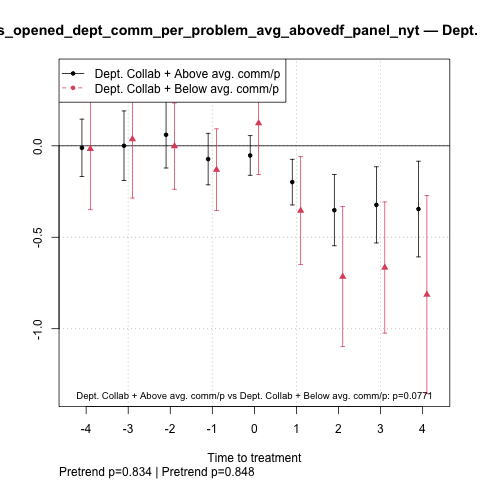 s_opened_dept_comm_per_problem_avg_abovedf_panel_nyt — Dept.
Dept. Collab + Above avg. comm/p
Dept. Collab + Below avg. comm/p
0.0
-0.5
-1.0
Dept. Collab + Above avg. comm/p vs Dept. Collab + Below avg. comm/p: p=0.0771
-4 -3 -2 -1 0 1 2 3 4
Time to treatment
Pretrend p=0.834 | Pretrend p=0.848